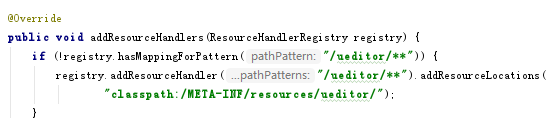 @Override
public void addResourceHandlers(ResourceHandlerRegistry registry) {
if (!registry.hasMappingForPattern( pathPattern: "/ueditor/**")) {
registry.addResourceHandler( ...pathPatterns: "/ueditor/**").addResourceLocations(
"classpath:/META-INF/resources/ueditor/");
}